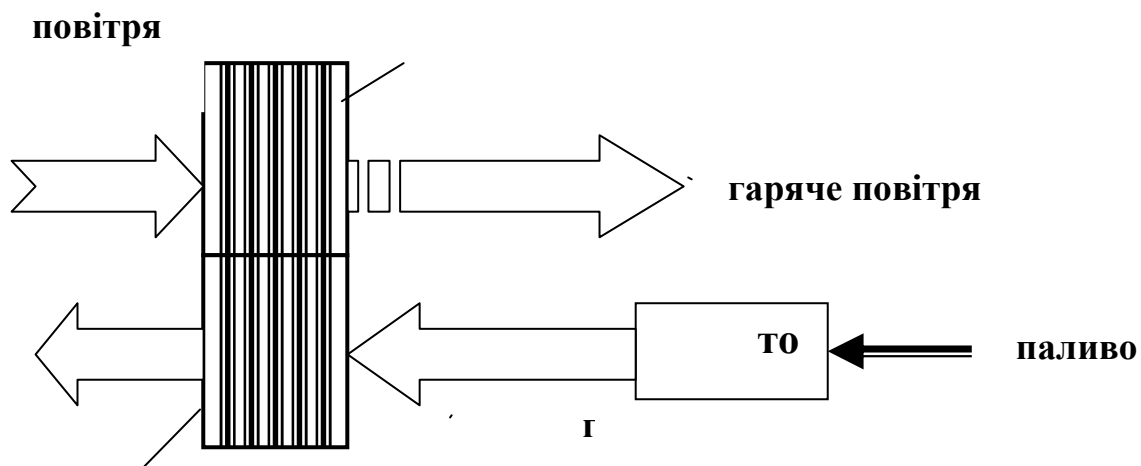 повітря
гаряче повітря
то
паливо
г